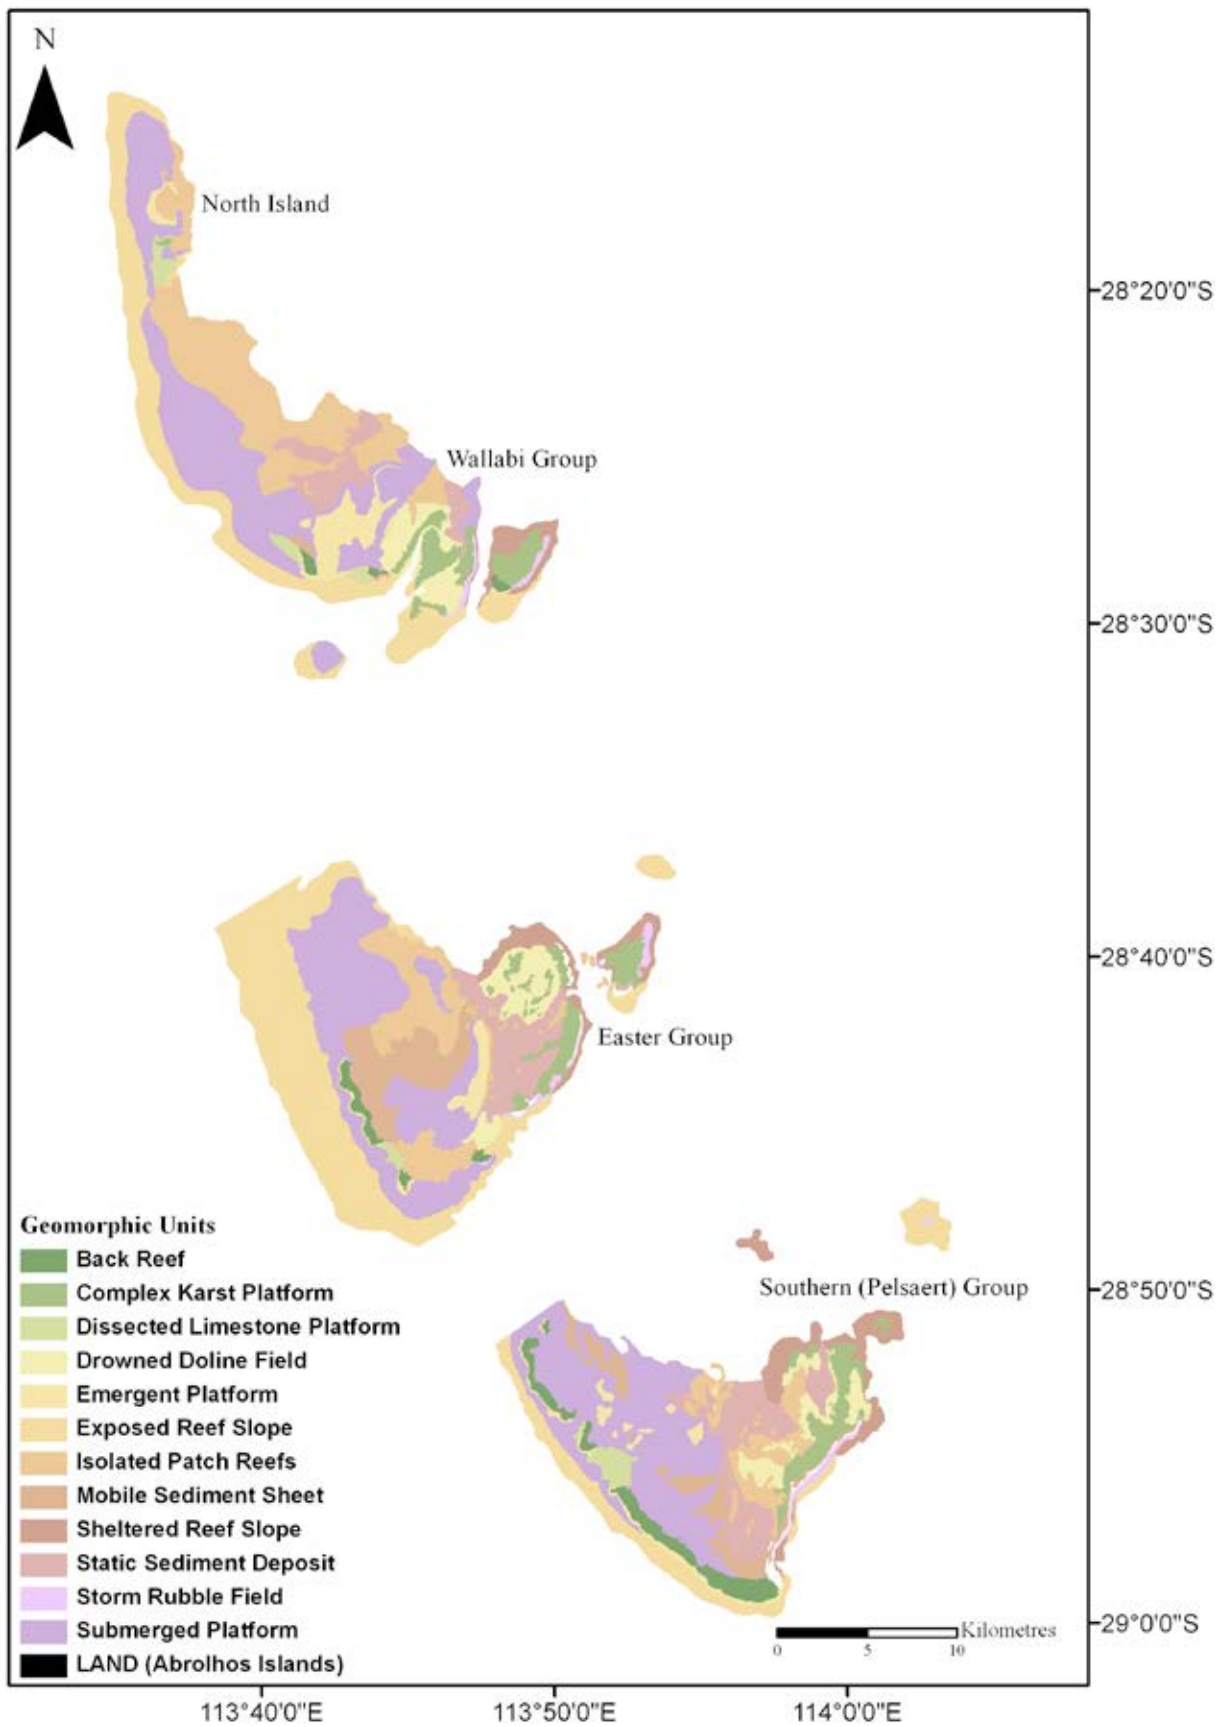 N
North Island
28°20'0"S
Wallabi Group
28°30'0"S
28°40'0"S
Easter Group
Geomorphic Units
Back Reef
Complex Karst Platform
Dissected Limestone Platform
Drowned Doline Field
Emergent Platform
Exposed Reef Slope
Isolated Patch Reefs
Mobile Sediment Sheet
Sheltered Reef Slope
Static Sediment Deposit
Storm Rubble Field
Submerged Platform
LAND (Abrolhos Islands)
Southern (Pelsaert) Group
28°50'0"S
29°0'0"S
Kilometres
0 5 10
113°40'0"E 113°50'0"E 114°0'0"E